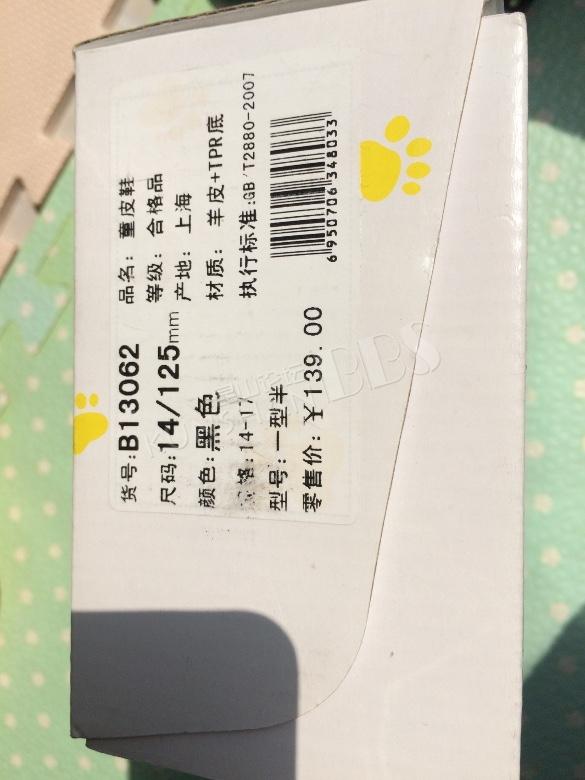 货号:B13062
尺码:14/125mm
颜色:黑色
格:14-17
型号:一型半
零售价:￥139.00
品名: 童皮鞋
等级: 合格品
产地: 上海
材质: 羊皮+TPR底
执行标准:GB/T2880-2007
6950706348033
BBS